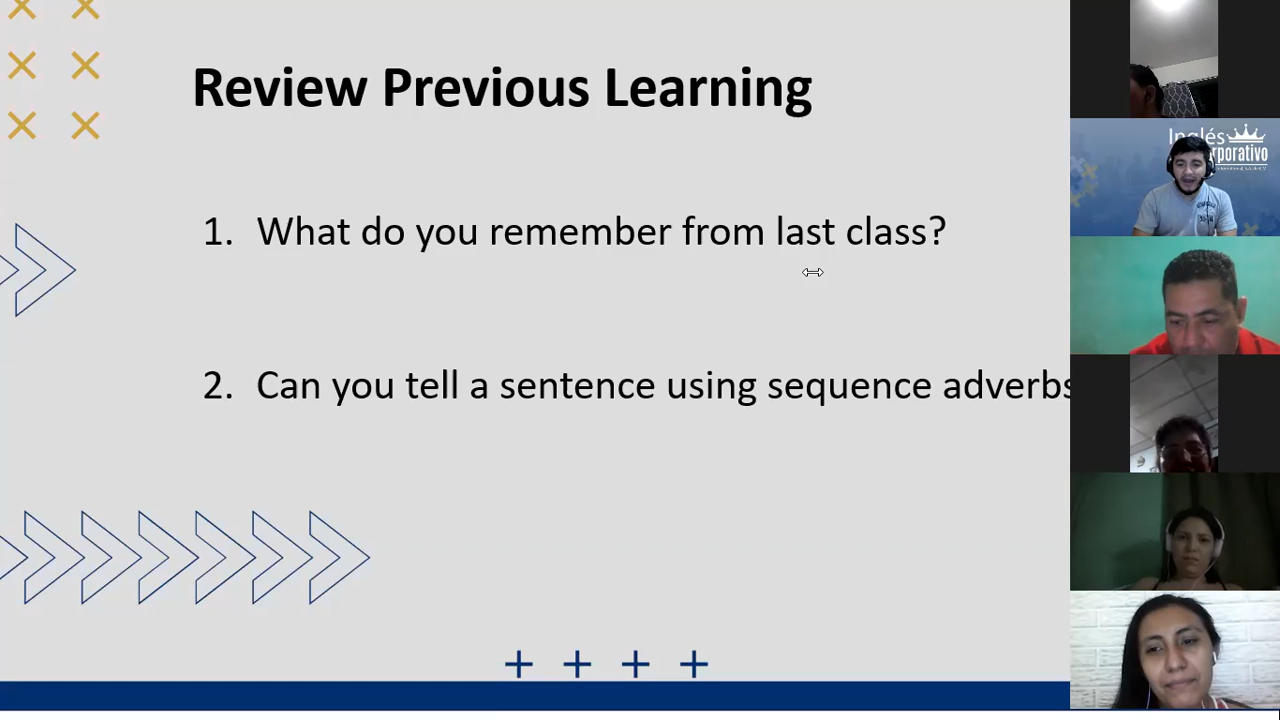 Review Previous Learning
1. What do you remember from last class?
2. Can you tell a sentence using sequence adverbs
Inglés
rporativo